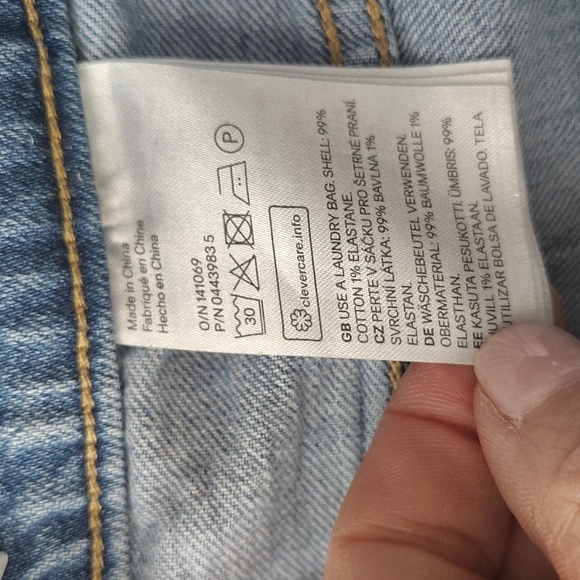 Made in China
Fabriqué en Chine
Hecho en China
O/N 141069
P/N 0443983 5
30
P
clevercare.info
GB USE A LAUNDRY BAG. SHELL: 99%
COTTON 1% ELASTANE.
CZ PERTE V SÁČKU PRO ŠETRNÉ PRANÍ.
SVRCHNÍ LÁTKA: 99% BAVLNA 1%
ELASTAN.
DE WÄSCHEBEUTEL VERWENDEN.
OBERMATERIAL: 99% BAUMWOLLE 1%
ELASTHAN.
EE KASUTA PESUKOTTI. ÜMBRIS: 99%
PUUVILL 1% ELASTAAN.
UTILIZAR BOLSA DE LAVADO. TELA